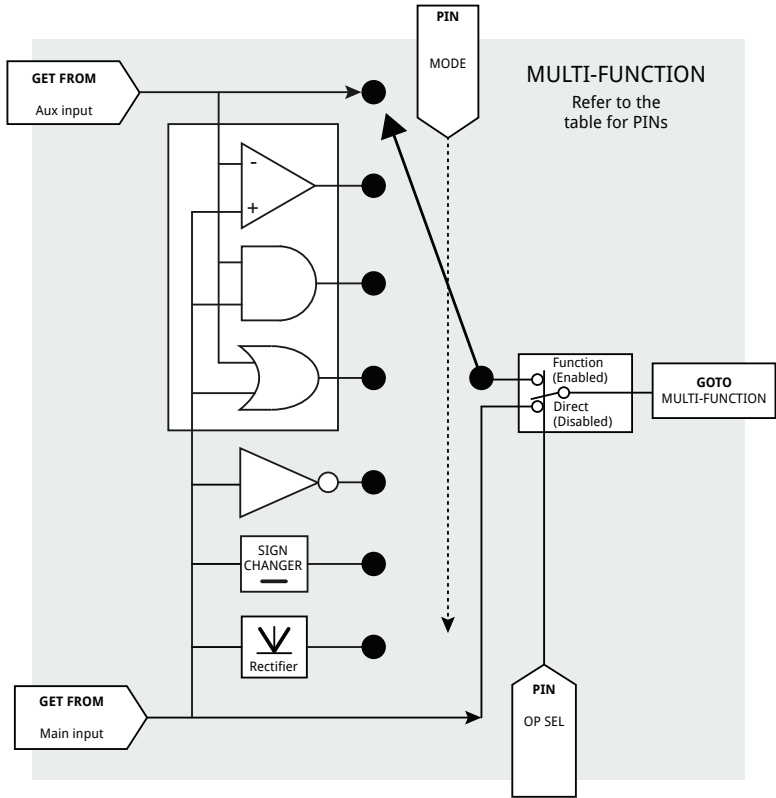 PIN
MODE
MULTI-FUNCTION
Refer to the
table for PINs
GET FROM
Aux input
-
+
Function
(Enabled)
Direct
(Disabled)
GOTO
MULTI-FUNCTION
SIGN
CHANGER
Rectifier
GET FROM
Main input
PIN
OP SEL